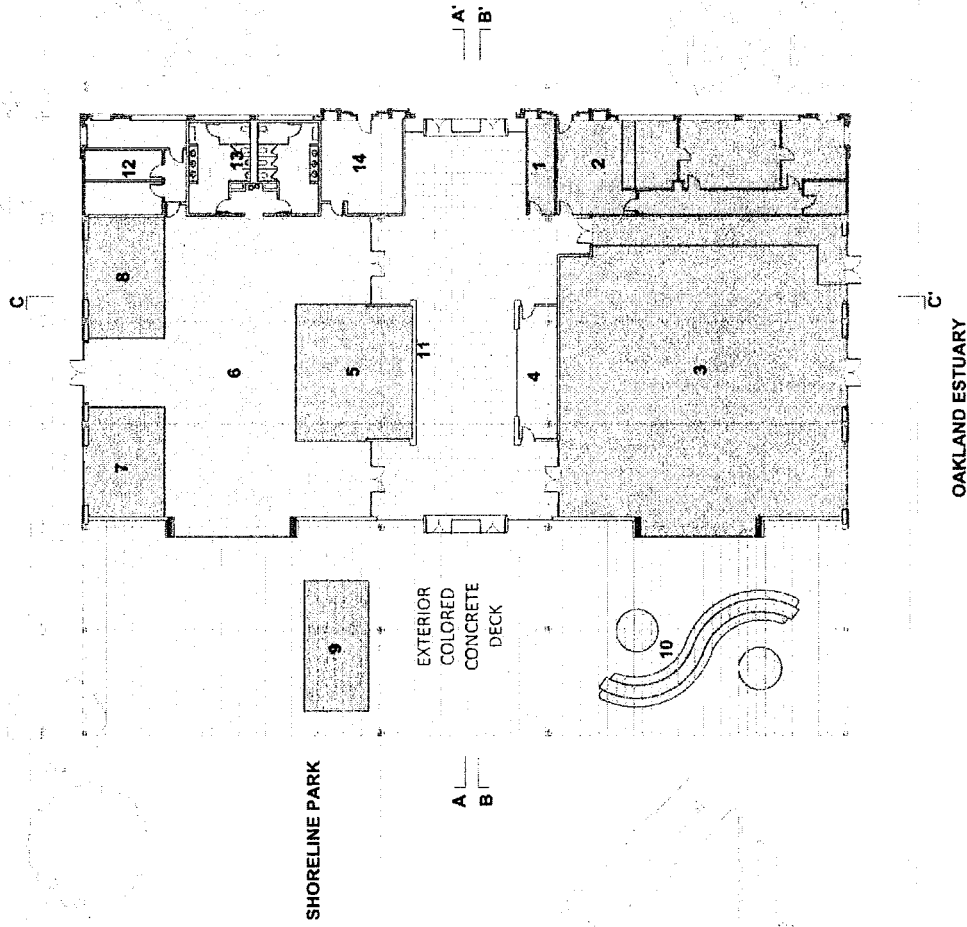 A'
B'
C
12
13
14
1
2
8
7
6
5
11
4
3
C'
9
EXTERIOR
COLORED
CONCRETE
DECK
10
A
B
SHORELINE PARK
OAKLAND ESTUARY